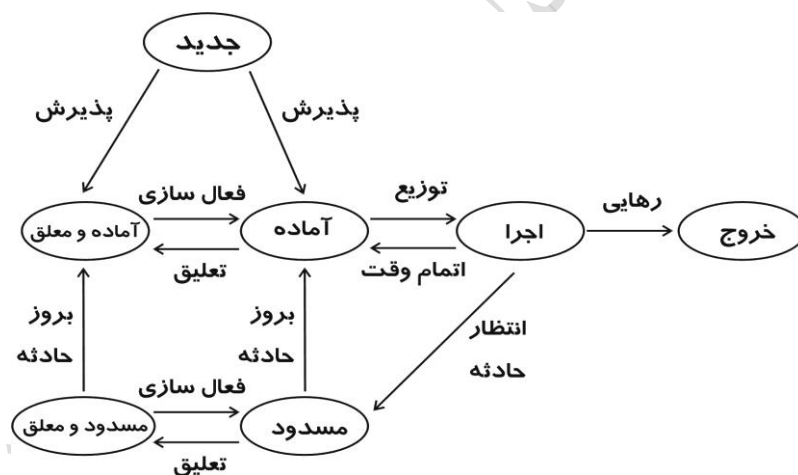 جدید
پذیرش
پذیرش
توزیع
فعال سازی
رهایی
خروج
اجرا
آماده
آماده و معلق
اتمام وقت
تعلیق
انتظار
حادثه
بروز
حادثه
بروز
حادثه
فعال سازی
مسدود
مسدود و معلق
تعلیق